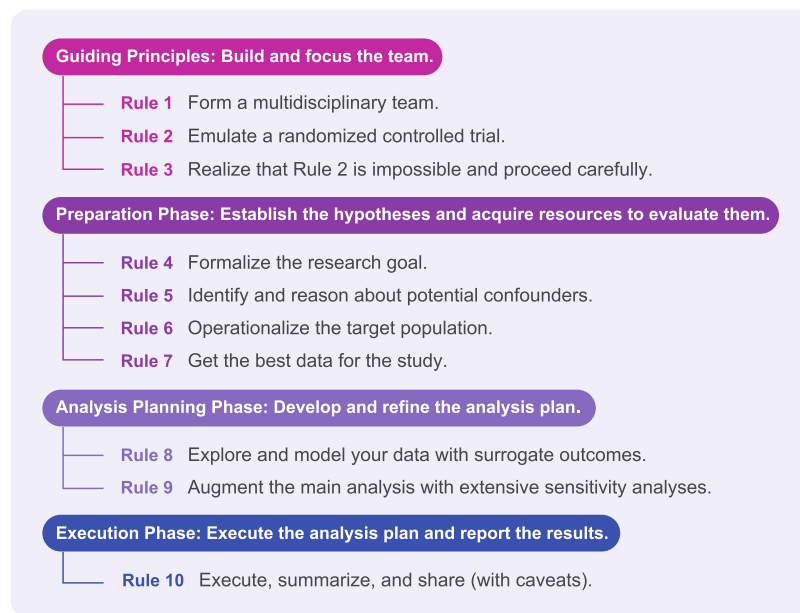 Guiding Principles: Build and focus the team.
Rule 1 Form a multidisciplinary team.
Rule 2 Emulate a randomized controlled trial.
Rule 3 Realize that Rule 2 is impossible and proceed carefully.
Preparation Phase: Establish the hypotheses and acquire resources to evaluate them.
Rule 4 Formalize the research goal.
Rule 5 Identify and reason about potential confounders.
Rule 6 Operationalize the target population.
Rule 7 Get the best data for the study.
Analysis Planning Phase: Develop and refine the analysis plan.
Rule 8 Explore and model your data with surrogate outcomes.
Rule 9 Augment the main analysis with extensive sensitivity analyses.
Execution Phase: Execute the analysis plan and report the results.
Rule 10 Execute, summarize, and share (with caveats).